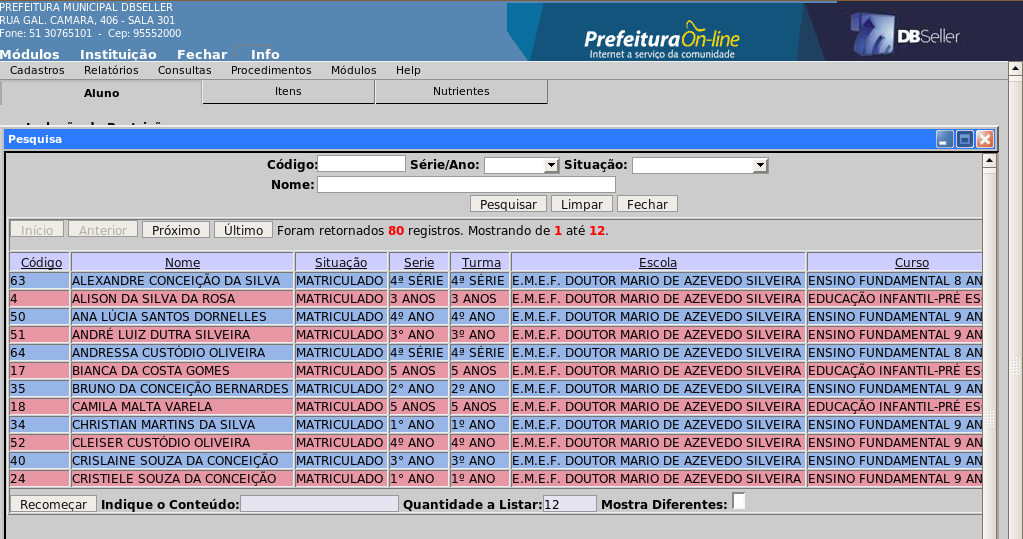 PREFEITURA MUNICIPAL DBSELLER
RUA GAL. CAMARA, 406 - SALA 301
Fone: 51 30765101 - Cep: 95552000
PrefeituraOn-line
Internet a serviço da comunidade
DBSeller
Módulos Instituição Fechar Info
Cadastros Relatórios Consultas Procedimentos Módulos Help
Aluno Itens Nutrientes
Pesquisa
Código: Série/Ano: Situação:
Nome:
Pesquisar Limpar Fechar
Início Anterior Próximo Último Foram retornados 80 registros. Mostrando de 1 até 12.
Código Nome Situação Serie Turma Escola Curso
63 ALEXANDRE CONCEIÇÃO DA SILVA MATRICULADO 4ª SÉRIE 4ª SÉRIE E.M.E.F. DOUTOR MARIO DE AZEVEDO SILVEIRA ENSINO FUNDAMENTAL 8 AN
4 ALISON DA SILVA DA ROSA MATRICULADO 3 ANOS 3 ANOS E.M.E.F. DOUTOR MARIO DE AZEVEDO SILVEIRA EDUCAÇÃO INFANTIL-PRÉ ES
50 ANA LÚCIA SANTOS DORNELLES MATRICULADO 4º ANO 4º ANO E.M.E.F. DOUTOR MARIO DE AZEVEDO SILVEIRA ENSINO FUNDAMENTAL 9 AN
51 ANDRÉ LUIZ DUTRA SILVEIRA MATRICULADO 3° ANO 3º ANO E.M.E.F. DOUTOR MARIO DE AZEVEDO SILVEIRA ENSINO FUNDAMENTAL 9 AN
64 ANDRESSA CUSTÓDIO OLIVEIRA MATRICULADO 4ª SÉRIE 4ª SÉRIE E.M.E.F. DOUTOR MARIO DE AZEVEDO SILVEIRA ENSINO FUNDAMENTAL 8 AN
17 BIANCA DA COSTA GOMES MATRICULADO 5 ANOS 5 ANOS E.M.E.F. DOUTOR MARIO DE AZEVEDO SILVEIRA EDUCAÇÃO INFANTIL-PRÉ ES
35 BRUNO DA CONCEIÇÃO BERNARDES MATRICULADO 2° ANO 2º ANO E.M.E.F. DOUTOR MARIO DE AZEVEDO SILVEIRA ENSINO FUNDAMENTAL 9 AN
18 CAMILA MALTA VARELA MATRICULADO 5 ANOS 5 ANOS E.M.E.F. DOUTOR MARIO DE AZEVEDO SILVEIRA EDUCAÇÃO INFANTIL-PRÉ ES
34 CHRISTIAN MARTINS DA SILVA MATRICULADO 1° ANO 1º ANO E.M.E.F. DOUTOR MARIO DE AZEVEDO SILVEIRA ENSINO FUNDAMENTAL 9 AN
52 CLEISER CUSTÓDIO OLIVEIRA MATRICULADO 4º ANO 4º ANO E.M.E.F. DOUTOR MARIO DE AZEVEDO SILVEIRA ENSINO FUNDAMENTAL 9 AN
40 CRISLAINE SOUZA DA CONCEIÇÃO MATRICULADO 3° ANO 3º ANO E.M.E.F. DOUTOR MARIO DE AZEVEDO SILVEIRA ENSINO FUNDAMENTAL 9 AN
24 CRISTIELE SOUZA DA CONCEIÇÃO MATRICULADO 1° ANO 1º ANO E.M.E.F. DOUTOR MARIO DE AZEVEDO SILVEIRA ENSINO FUNDAMENTAL 9 AN
Recomeçar Indique o Conteúdo: Quantidade a Listar: 12 Mostra Diferentes: